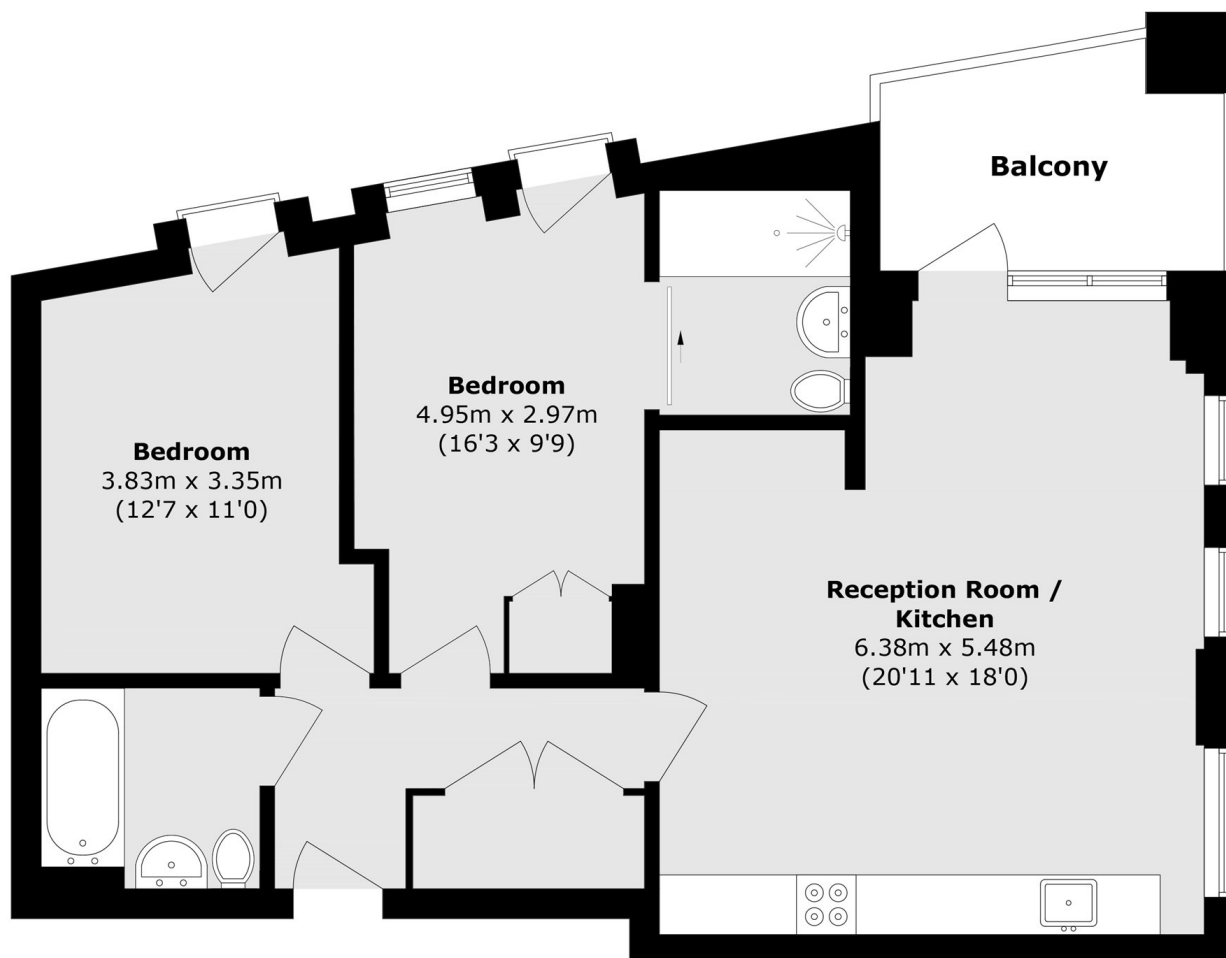 Balcony
Bedroom
4.95m x 2.97m
(16'3 x 9'9)
Bedroom
3.83m x 3.35m
(12'7 x 11'0)
Reception Room /
Kitchen
6.38m x 5.48m
(20'11 x 18'0)